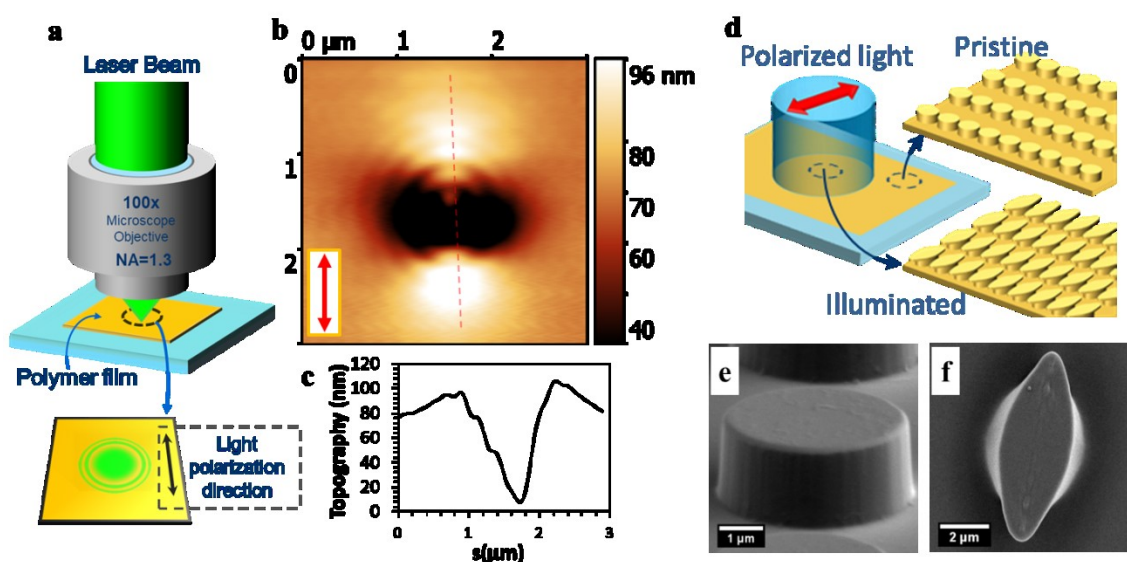 a
Laser Beam
100x
Microscope
Objective
NA=1.3
Polymer film
Light
polarization
direction
b
0 µm 1 2
0
1
2
96 nm
80
70
60
40
c
Topography (nm)
120
100
80
60
40
20
0
0 1 2 3
s(µm)
d
Polarized light
Pristine
Illuminated
e
1 µm
f
2 µm